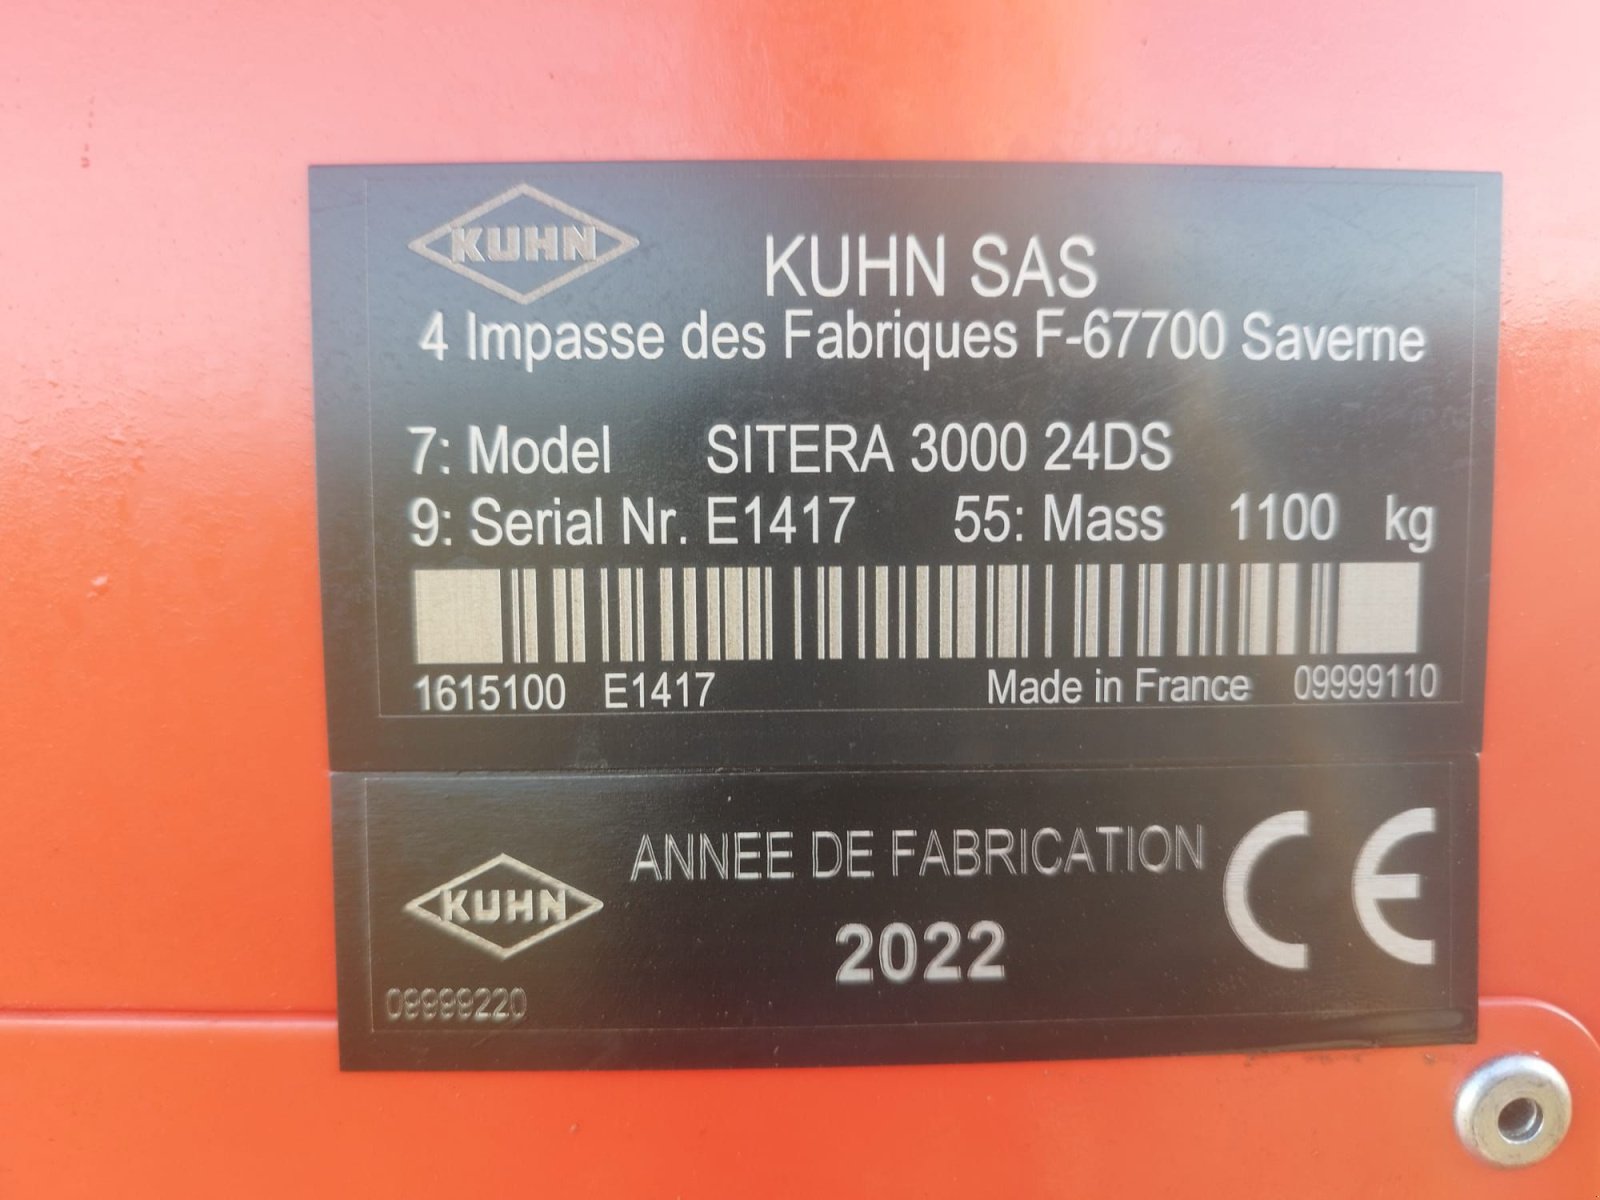 KUHN
KUHN SAS
4 Impasse des Fabriques F-67700 Saverne
7: Model SITERA 3000 24DS
9: Serial Nr. E1417 55: Mass 1100 kg
1615100 E1417 Made in France 09999110
ANNEE DE FABRICATION CE
KUHN
2022
09999220